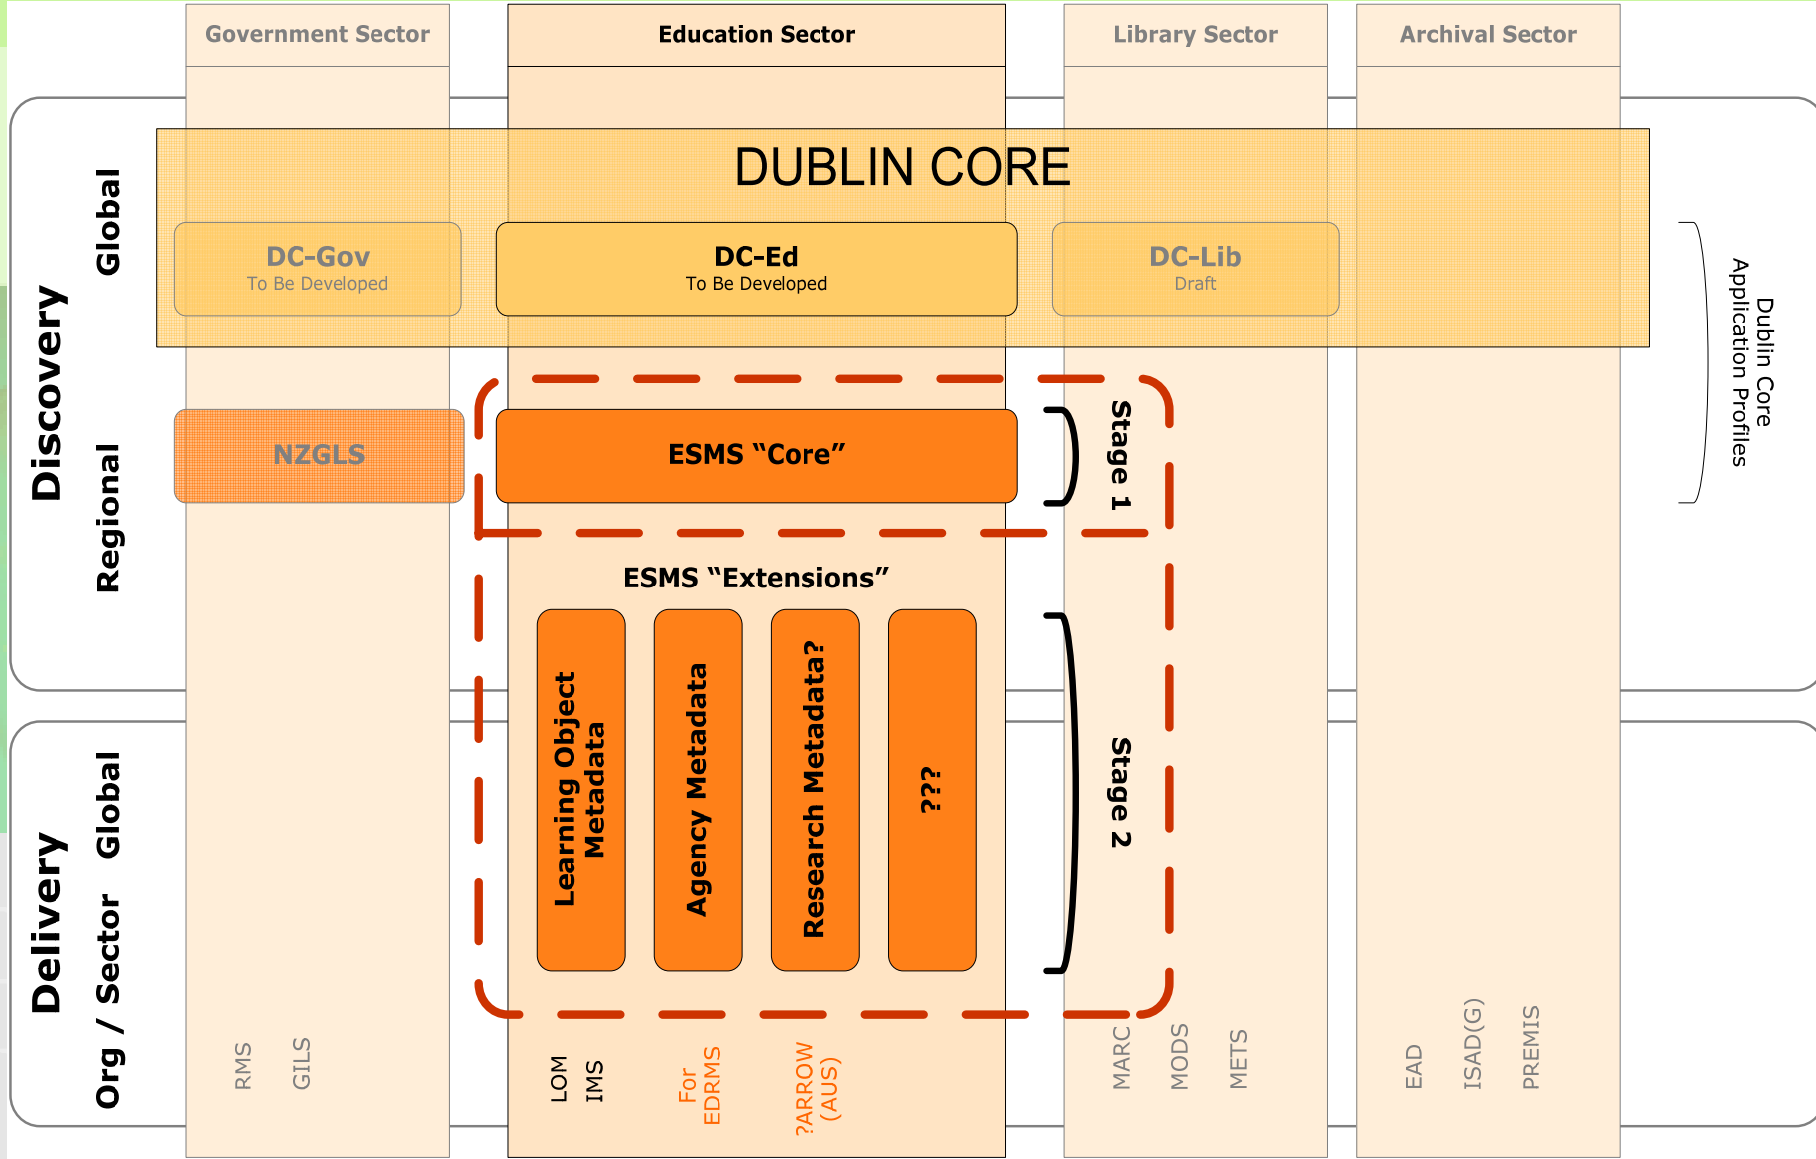 Government Sector
Education Sector
Library Sector
Archival Sector
DUBLIN CORE
DC-Gov
To Be Developed
DC-Ed
To Be Developed
DC-Lib
Draft
Discovery
Global
Regional
Dublin Core
Application Profiles
NZGLS
ESMS “Core”
Stage 1
ESMS “Extensions”
Learning Object
Metadata
Agency Metadata
Research Metadata?
???
Stage 2
Delivery
Global
Org / Sector
RMS
GILS
LOM
IMS
For
EDRMS
?ARROW
(AUS)
MARC
MODS
METS
EAD
ISAD(G)
PREMIS